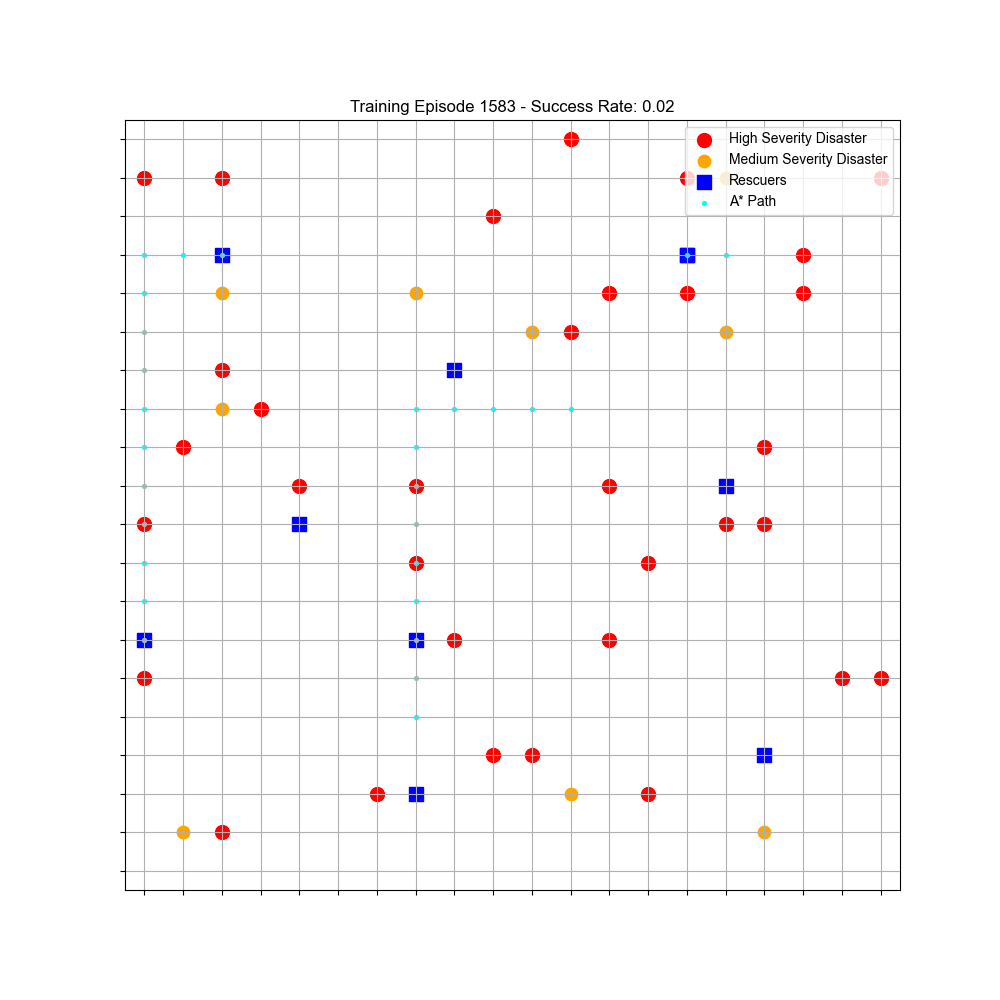 Training Episode 1583 - Success Rate: 0.02
High Severity Disaster
Medium Severity Disaster
Rescuers
A* Path